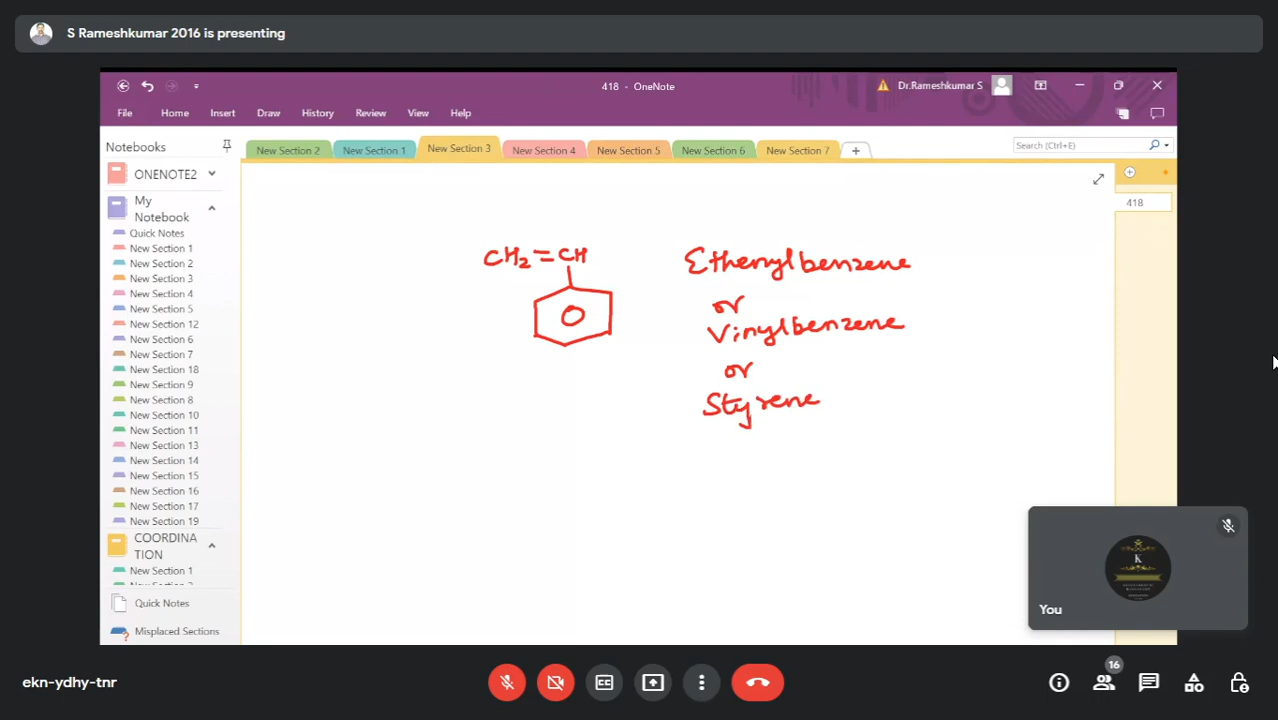 S Rameshkumar 2016 is presenting
418 - OneNote
Dr.Rameshkumar S
File Home Insert Draw History Review View Help
Notebooks
New Section 2 New Section 1 New Section 3 New Section 4 New Section 5 New Section 6 New Section 7 +
Search (Ctrl+E)
ONENOTE2
My
Notebook
Quick Notes
New Section 1
New Section 2
New Section 3
New Section 4
New Section 5
New Section 12
New Section 6
New Section 7
New Section 18
New Section 9
New Section 8
New Section 10
New Section 11
New Section 13
New Section 14
New Section 15
New Section 16
New Section 17
New Section 19
COORDINA
TION
New Section 1
Quick Notes
Misplaced Sections
418
CH₂=CH
Ethenylbenzene
or
Vinylbenzene
or
Styrene
K
You
ekn-ydhy-tnr
CC
16